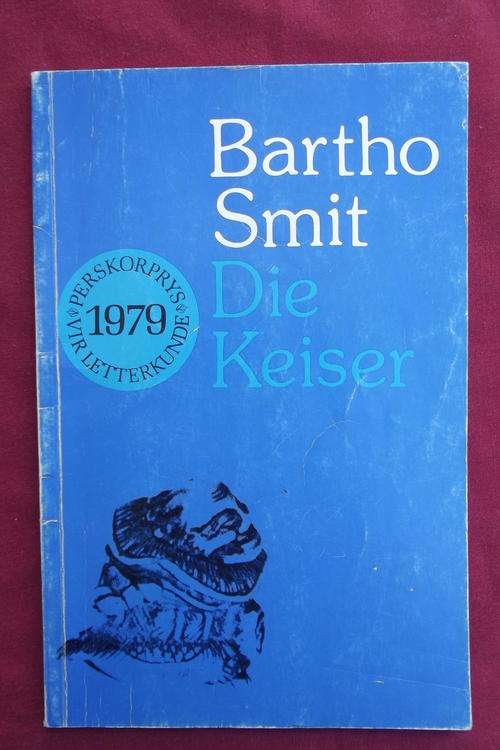 Bartho
Smit
Die
Keiser
PERSKORPRYS
1979
VIR LETTERKUNDE